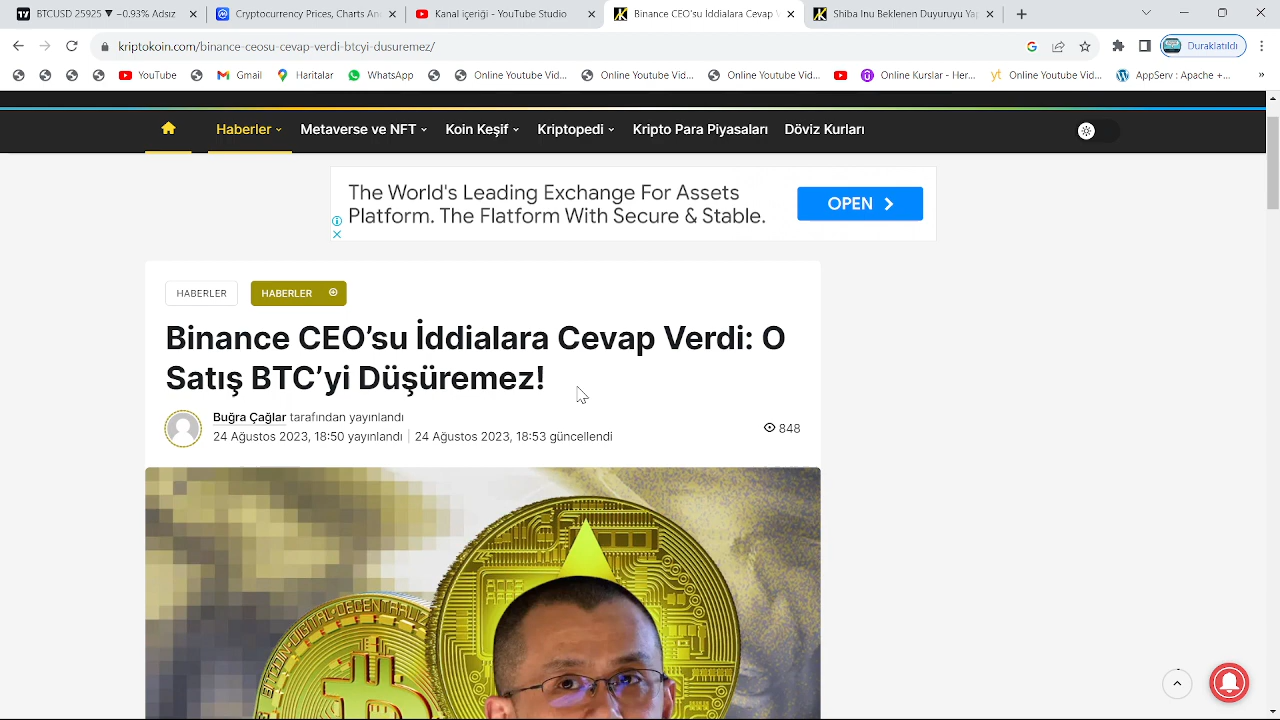 BTCUSD 25925 ▼ −0.93% Adsız
Cryptocurrency Prices, Charts And
Kanal içeriği - YouTube Studio
Binance CEO'su İddialara Cevap V
Shiba Inu Beklenen Duyuruyu Yap
kriptokoin.com/binance-ceosu-cevap-verdi-btcyi-dusuremez/
Duraklatıldı
YouTube
Gmail
Haritalar
WhatsApp
Online Youtube Vid...
Online Youtube Vid...
Online Youtube Vid...
Online Kurslar - Her...
yt Online Youtube Vid...
AppServ : Apache +...
»
Haberler
Metaverse ve NFT
Koin Keşif
Kriptopedi
Kripto Para Piyasaları
Döviz Kurları
The World's Leading Exchange For Assets
Platform. The Flatform With Secure & Stable.
OPEN
HABERLER
HABERLER
Binance CEO’su İddialara Cevap Verdi: O
Satış BTC’yi Düşüremez!
Buğra Çağlar tarafından yayınlandı
24 Ağustos 2023, 18:50 yayınlandı | 24 Ağustos 2023, 18:53 güncellendi
848